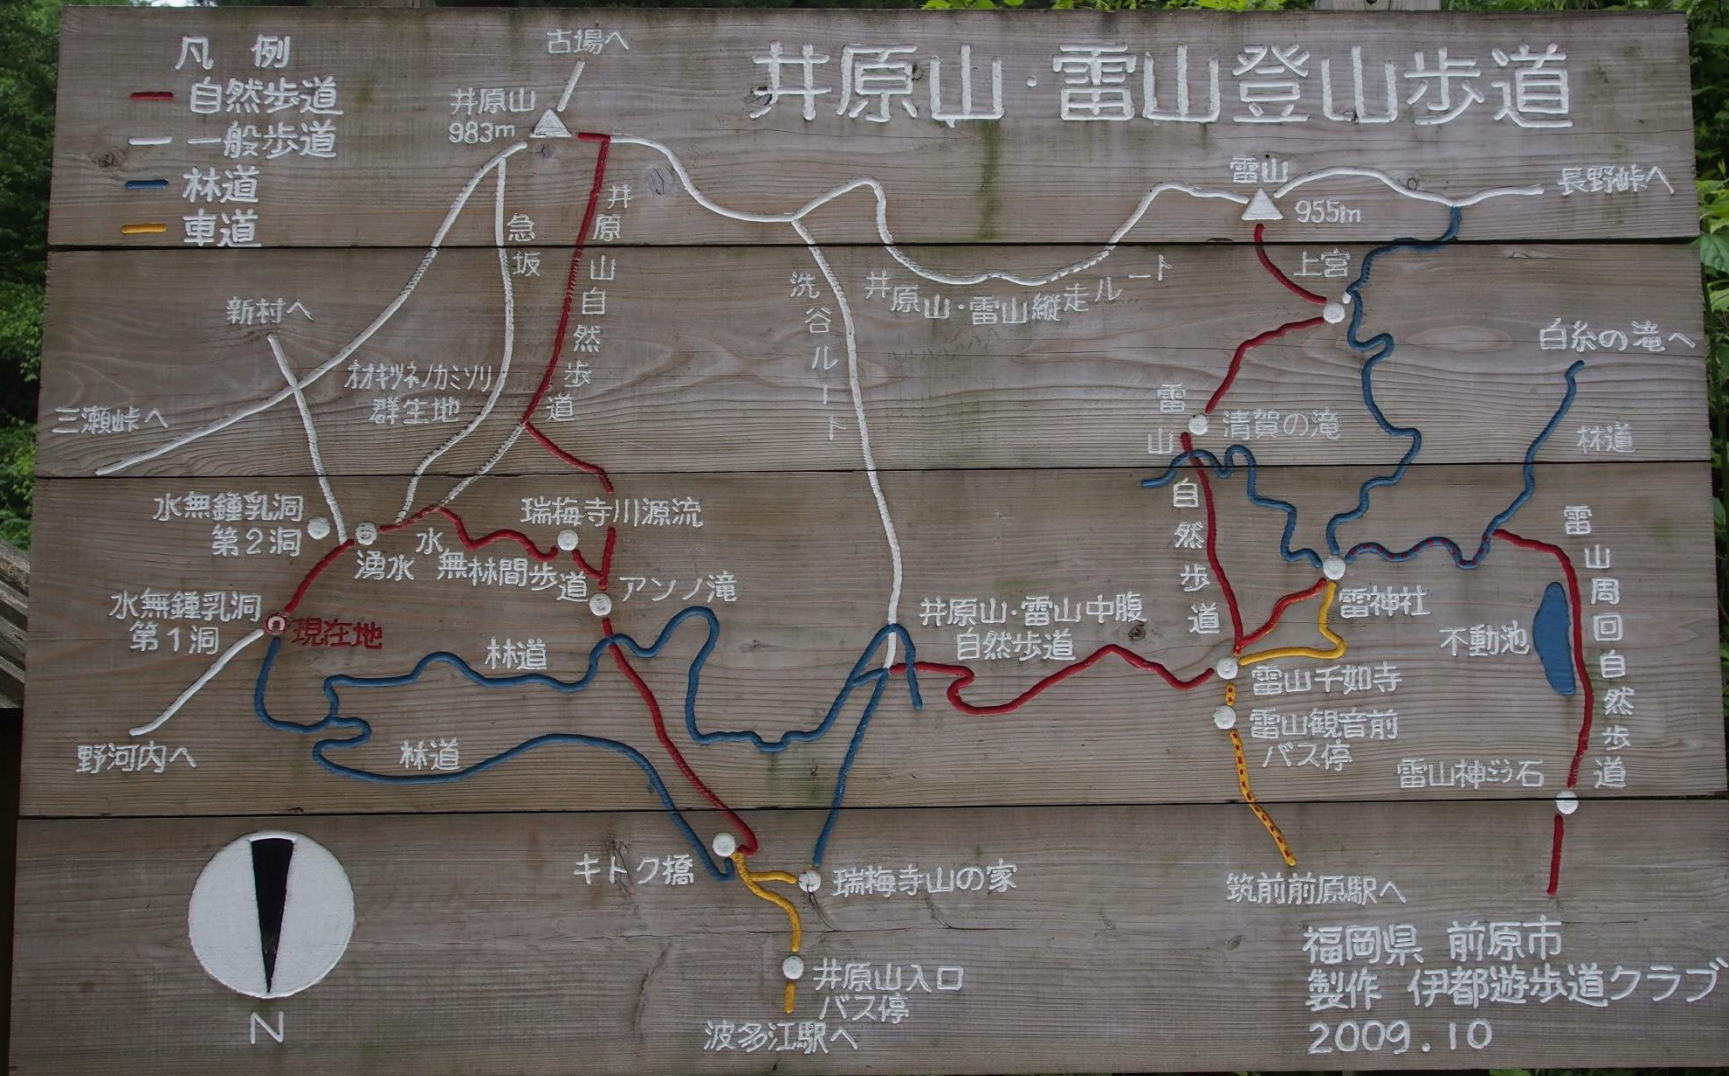 井原山・雷山登山歩道
凡例
自然歩道
一般歩道
林道
車道
古場へ
井原山
983m
雷山
955m
長野峠へ
急坂
井原山自然歩道
上宮
洗谷ルート
井原山・雷山縦走ルート
新村へ
白糸の滝へ
オオキツネノカミソリ
群生地
三瀬峠へ
雷山自然歩道
清賀の滝
林道
水無鍾乳洞
第2洞
湧水
水無林間歩道
瑞梅寺川源流
アンノ滝
雷山周回自然歩道
水無鍾乳洞
第1洞
現在地
井原山・雷山中腹
自然歩道
雷神社
不動池
林道
雷山千如寺
雷山観音前
バス停
野河内へ
林道
雷山神ごう石
キトク橋
瑞梅寺山の家
筑前前原駅へ
井原山入口
バス停
波多江駅へ
N
福岡県 前原市
製作 伊都遊歩道クラブ
2009.10